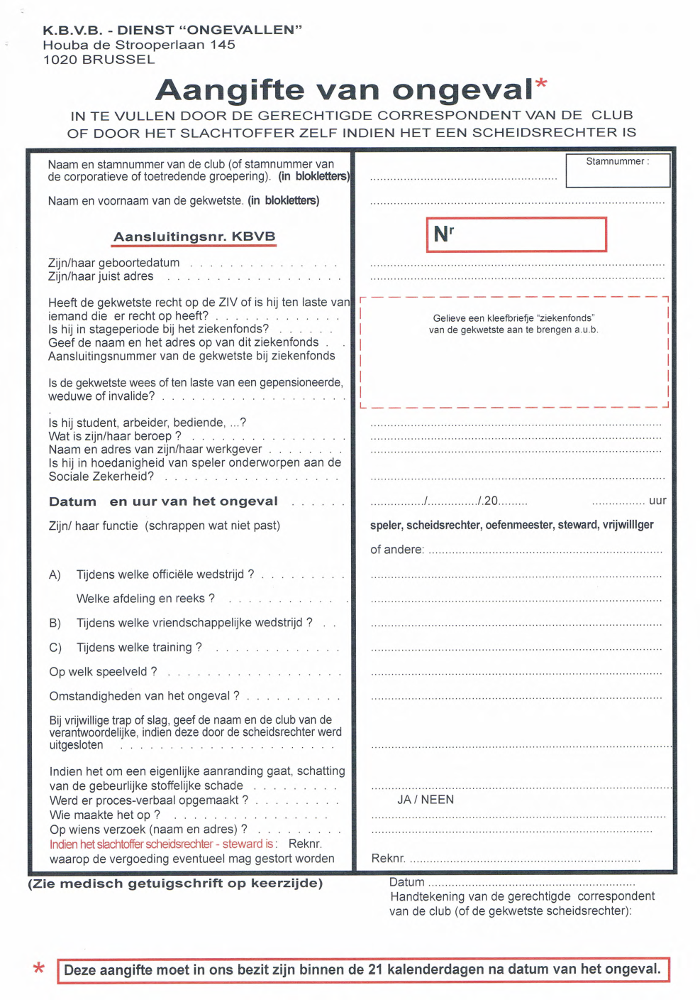 K.B.V.B. - DIENST “ONGEVALLEN”
Houba de Strooperlaan 145
1020 BRUSSEL
Aangifte van ongeval*
IN TE VULLEN DOOR DE GERECHTIGDE CORRESPONDENT VAN DE CLUB
OF DOOR HET SLACHTOFFER ZELF INDIEN HET EEN SCHEIDSRECHTER IS
Naam en stamnummer van de club (of stamnummer van
de corporatieve of toetredende groepering). (in blokletters)
Stamnummer :
Naam en voornaam van de gekwetste. (in blokletters)
Aansluitingsnr. KBVB
Nr
Zijn/haar geboortedatum
Zijn/haar juist adres
Heeft de gekwetste recht op de ZIV of is hij ten laste van
iemand die er recht op heeft?
Is hij in stageperiode bij het ziekenfonds?
Geef de naam en het adres op van dit ziekenfonds
Aansluitingsnummer van de gekwetste bij ziekenfonds
Gelieve een kleefbriefje “ziekenfonds”
van de gekwetste aan te brengen a.u.b.
Is de gekwetste wees of ten laste van een gepensioneerde,
weduwe of invalide?
Is hij student, arbeider, bediende, ...?
Wat is zijn/haar beroep ?
Naam en adres van zijn/haar werkgever
Is hij in hoedanigheid van speler onderworpen aan de
Sociale Zekerheid?
Datum en uur van het ongeval
................/................/.20......... ................ uur
Zijn/ haar functie (schrappen wat niet past)
speler, scheidsrechter, oefenmeester, steward, vrijwillIger
of andere:
A) Tijdens welke officiële wedstrijd ?
Welke afdeling en reeks ?
B) Tijdens welke vriendschappelijke wedstrijd ?
C) Tijdens welke training ?
Op welk speelveld ?
Omstandigheden van het ongeval ?
Bij vrijwillige trap of slag, geef de naam en de club van de
verantwoordelijke, indien deze door de scheidsrechter werd
uitgesloten
Indien het om een eigenlijke aanranding gaat, schatting
van de gebeurlijke stoffelijke schade
Werd er proces-verbaal opgemaakt ?
JA / NEEN
Wie maakte het op ?
Op wiens verzoek (naam en adres) ?
Indien het slachtoffer scheidsrechter - steward is : Reknr.
waarop de vergoeding eventueel mag gestort worden
Reknr.
(Zie medisch getuigschrift op keerzijde)
Datum
Handtekening van de gerechtigde correspondent
van de club (of de gekwetste scheidsrechter):
* Deze aangifte moet in ons bezit zijn binnen de 21 kalenderdagen na datum van het ongeval.